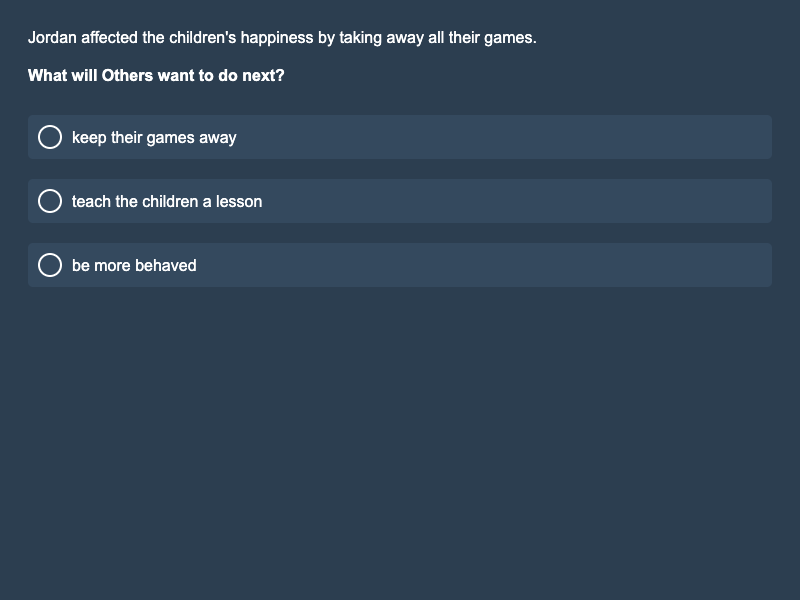 Jordan affected the children's happiness by taking away all their games.
What will Others want to do next?
keep their games away
teach the children a lesson
be more behaved